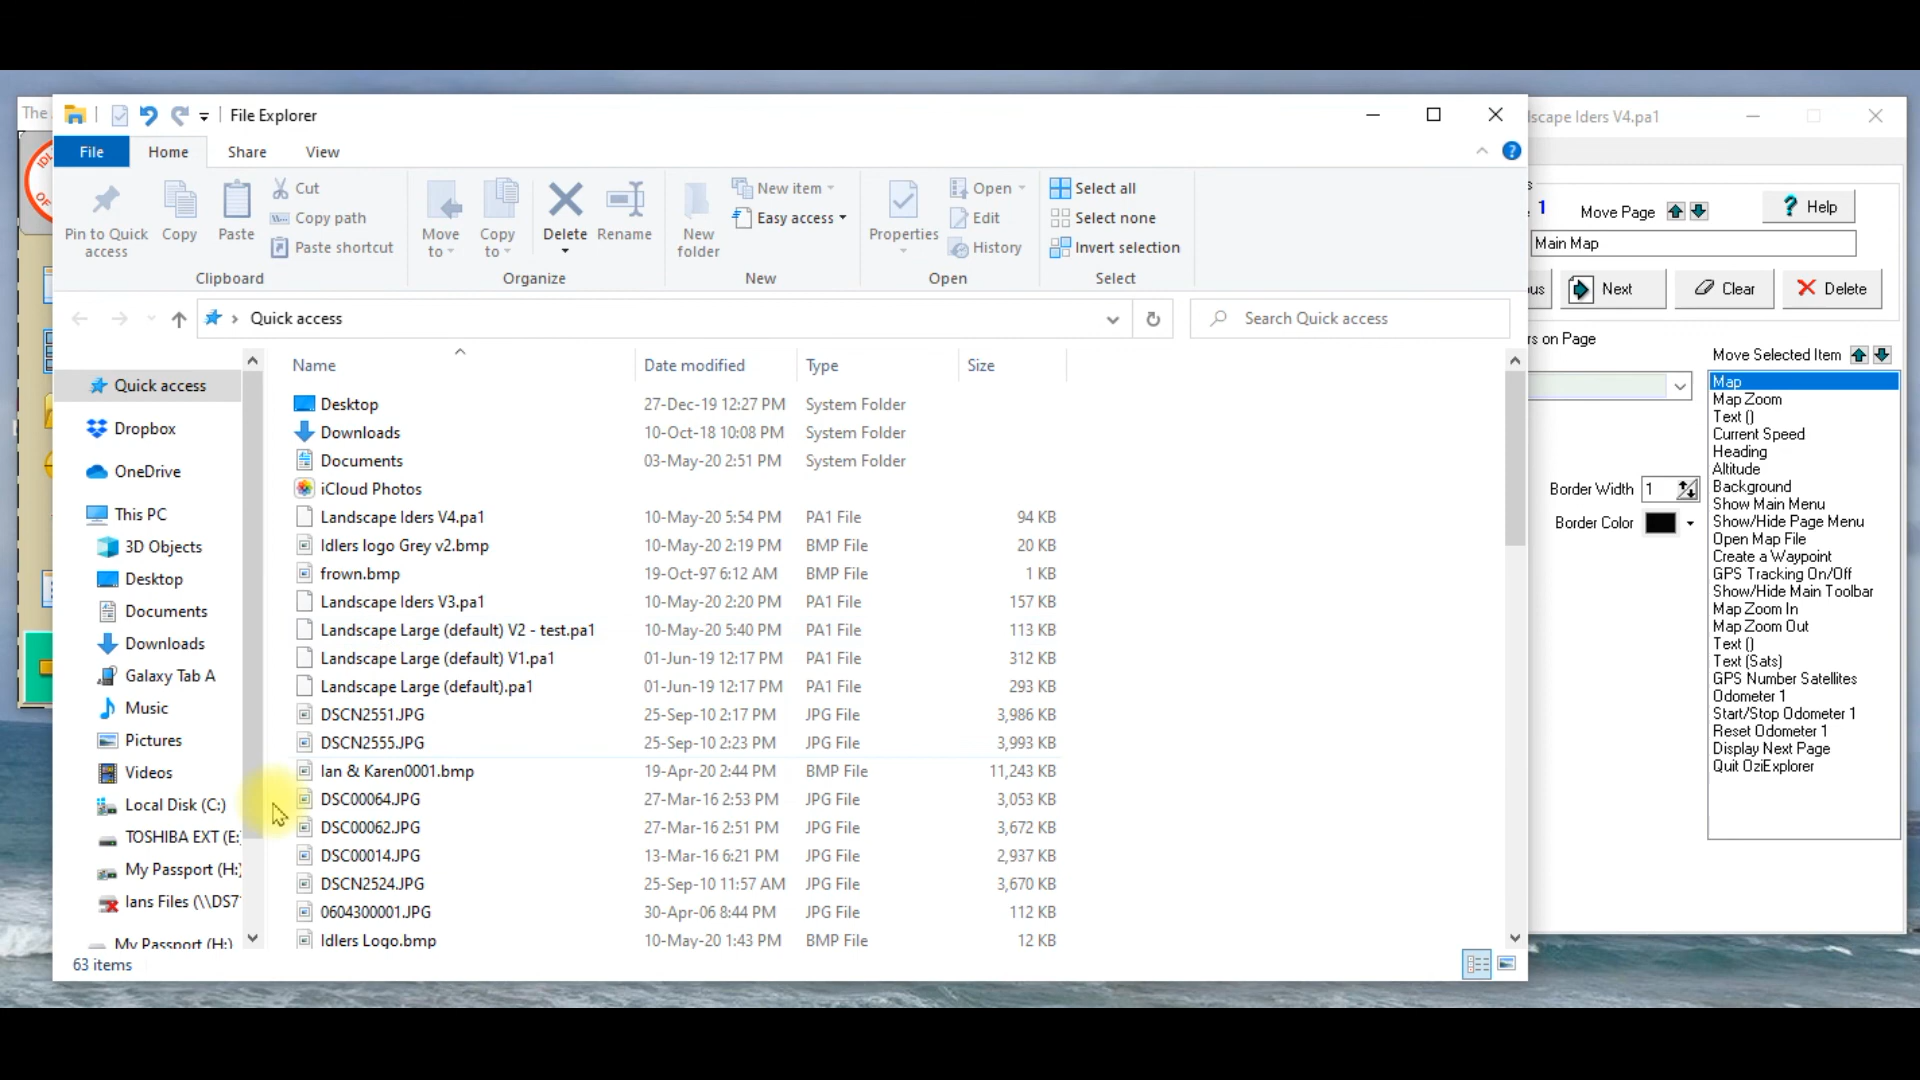 The
File Explorer
File Home Share View
Pin to Quick access
Copy
Paste
Cut
Copy path
Paste shortcut
Clipboard
Move to
Copy to
Delete
Rename
Organize
New folder
New item
Easy access
New
Properties
Open
Edit
History
Open
Select all
Select none
Invert selection
Select
Quick access
Search Quick access
Quick access
Dropbox
OneDrive
This PC
3D Objects
Desktop
Documents
Downloads
Galaxy Tab A
Music
Pictures
Videos
Local Disk (C:)
TOSHIBA EXT (E:
My Passport (H:)
Ians Files (\\DS7
My Passport (H:)
Name Date modified Type Size
Desktop 27-Dec-19 12:27 PM System Folder
Downloads 10-Oct-18 10:08 PM System Folder
Documents 03-May-20 2:51 PM System Folder
iCloud Photos
Landscape Iders V4.pa1 10-May-20 5:54 PM PA1 File 94 KB
Idlers logo Grey v2.bmp 10-May-20 2:19 PM BMP File 20 KB
frown.bmp 19-Oct-97 6:12 AM BMP File 1 KB
Landscape Iders V3.pa1 10-May-20 2:20 PM PA1 File 157 KB
Landscape Large (default) V2 - test.pa1 10-May-20 5:40 PM PA1 File 113 KB
Landscape Large (default) V1.pa1 01-Jun-19 12:17 PM PA1 File 312 KB
Landscape Large (default).pa1 01-Jun-19 12:17 PM PA1 File 293 KB
DSCN2551.JPG 25-Sep-10 2:17 PM JPG File 3,986 KB
DSCN2555.JPG 25-Sep-10 2:23 PM JPG File 3,993 KB
Ian & Karen0001.bmp 19-Apr-20 2:44 PM BMP File 11,243 KB
DSC00064.JPG 27-Mar-16 2:53 PM JPG File 3,053 KB
DSC00062.JPG 27-Mar-16 2:51 PM JPG File 3,672 KB
DSC00014.JPG 13-Mar-16 6:21 PM JPG File 2,937 KB
DSCN2524.JPG 25-Sep-10 11:57 AM JPG File 3,670 KB
0604300001.JPG 30-Apr-06 8:44 PM JPG File 112 KB
Idlers Logo.bmp 10-May-20 1:43 PM BMP File 12 KB
63 items
dscape Iders V4.pa1
1 Move Page
Help
Main Map
us
Next
Clear
Delete
rs on Page
Move Selected Item
Border Width 1
Border Color
Map
Map Zoom
Text ()
Current Speed
Heading
Altitude
Background
Show Main Menu
Show/Hide Page Menu
Open Map File
Create a Waypoint
GPS Tracking On/Off
Show/Hide Main Toolbar
Map Zoom In
Map Zoom Out
Text ()
Text (Sats)
GPS Number Satellites
Odometer 1
Start/Stop Odometer 1
Reset Odometer 1
Display Next Page
Quit OziExplorer